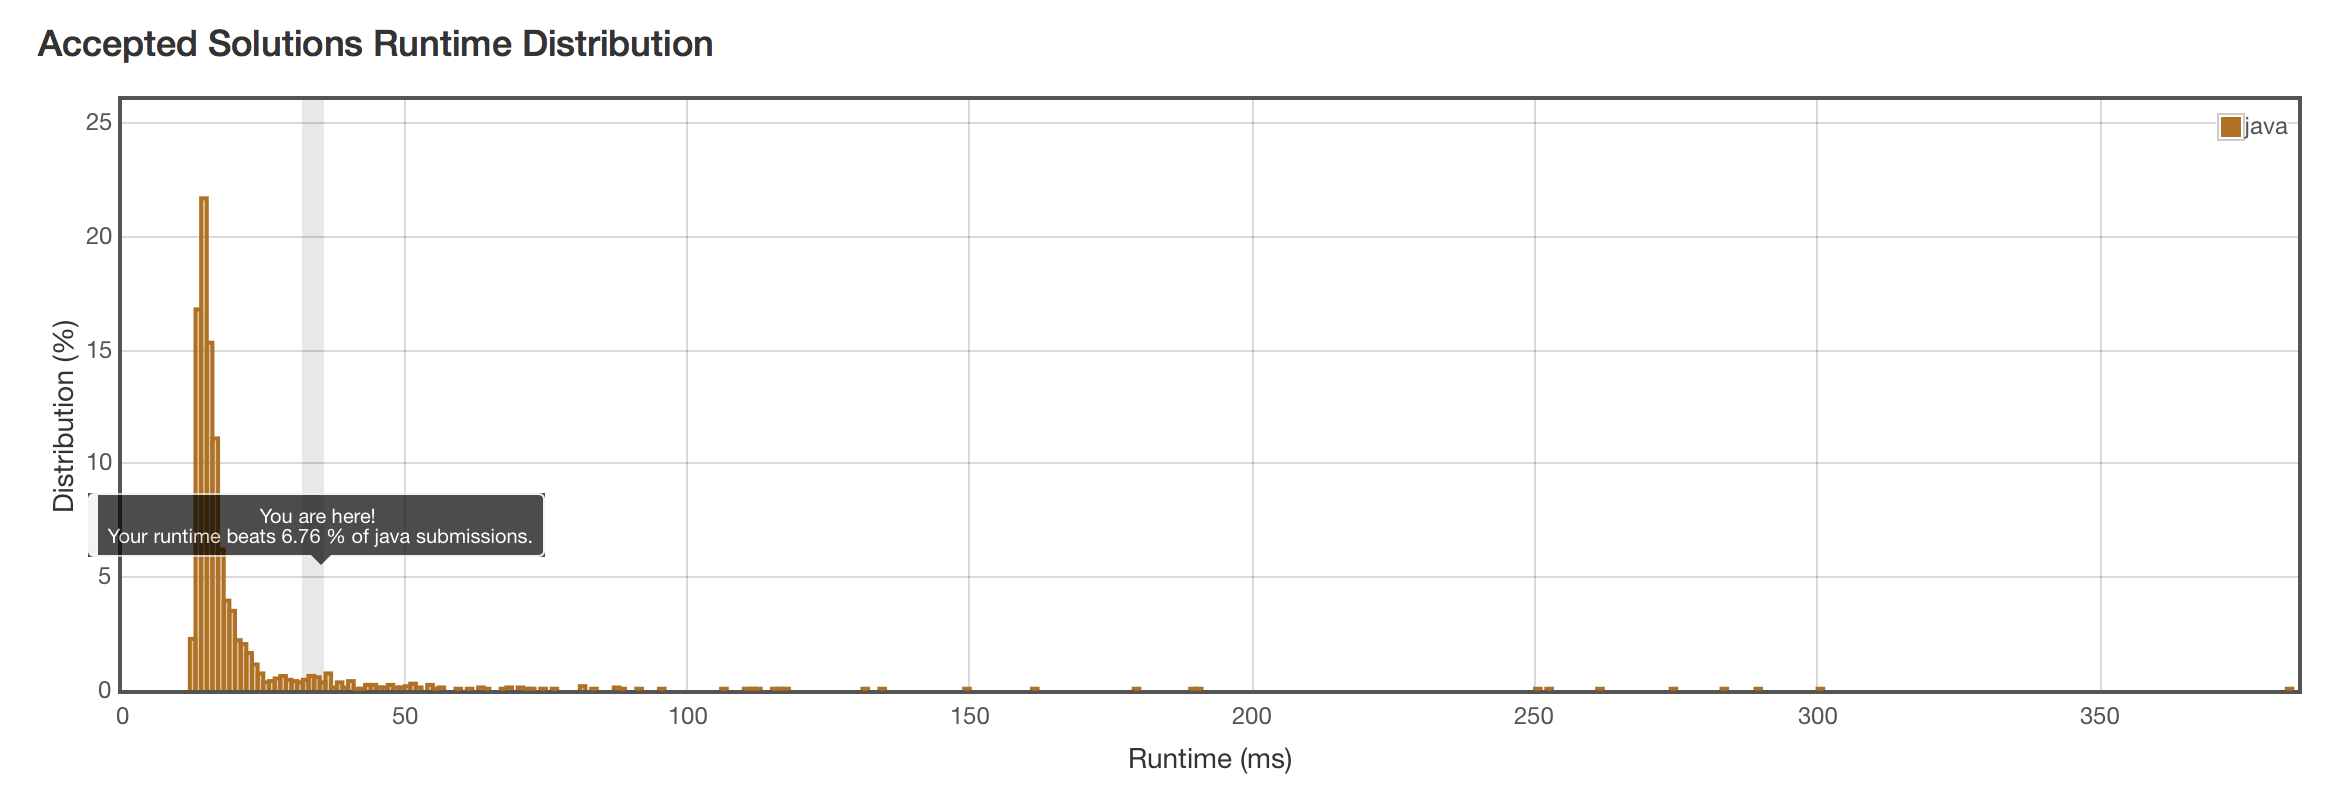 Accepted Solutions Runtime Distribution
25
java
20
15
10
5
0
Distribution (%)
You are here!
Your runtime beats 6.76 % of java submissions.
0 50 100 150 200 250 300 350
Runtime (ms)